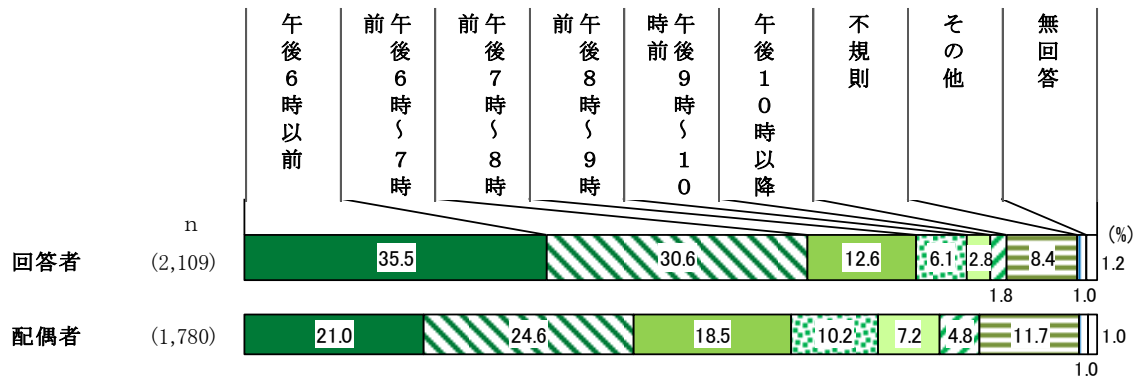 午後6時以前
午後6時～7時前
午後7時～8時前
午後8時～9時前
午後9時～10時前
午後10時以降
不規則
その他
無回答
n
(%)
回答者 (2,109) 35.5 30.6 12.6 6.1 2.8 8.4 1.2
1.8 1.0
配偶者 (1,780) 21.0 24.6 18.5 10.2 7.2 4.8 11.7 1.0
1.0